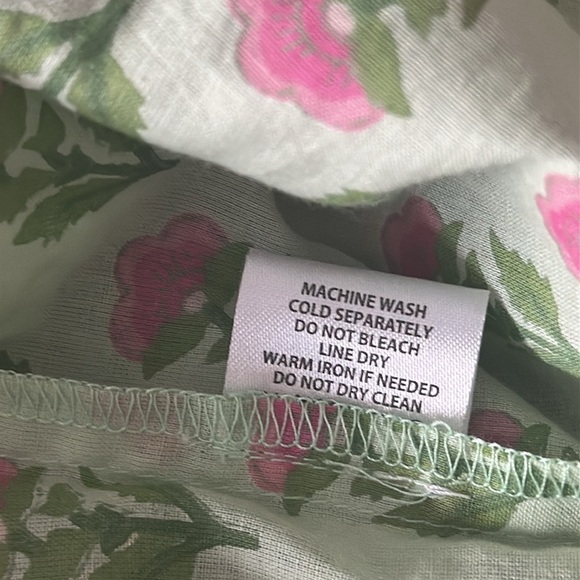 MACHINE WASH
COLD SEPARATELY
DO NOT BLEACH
LINE DRY
WARM IRON IF NEEDED
DO NOT DRY CLEAN